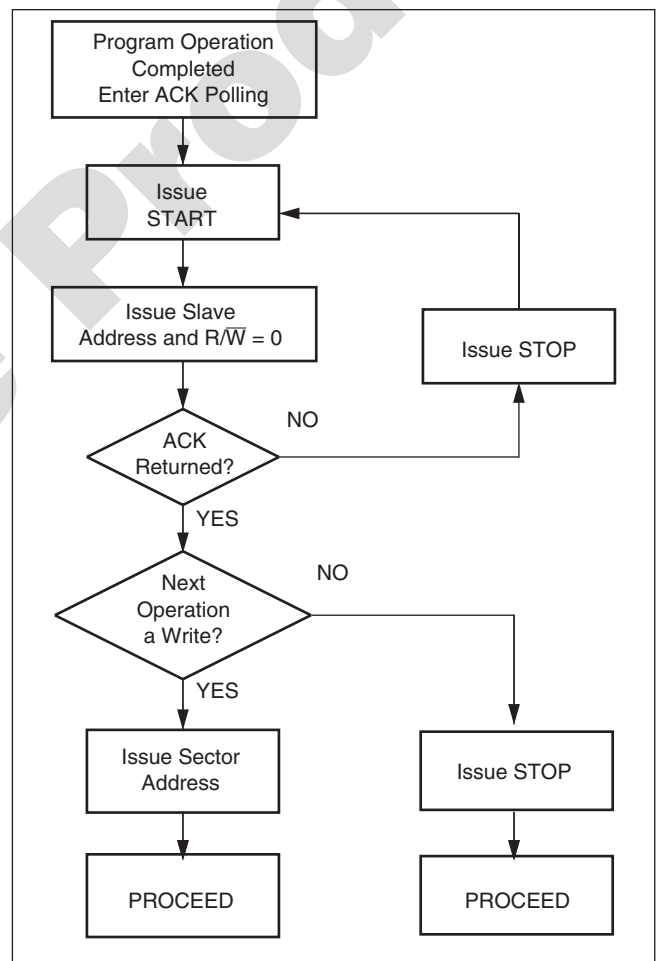 Program Operation
Completed
Enter ACK Polling
Issue
START
Issue Slave
Address and R/W̅ = 0
Issue STOP
ACK
Returned?
NO
YES
Next
Operation
a Write?
NO
YES
Issue Sector
Address
Issue STOP
PROCEED
PROCEED